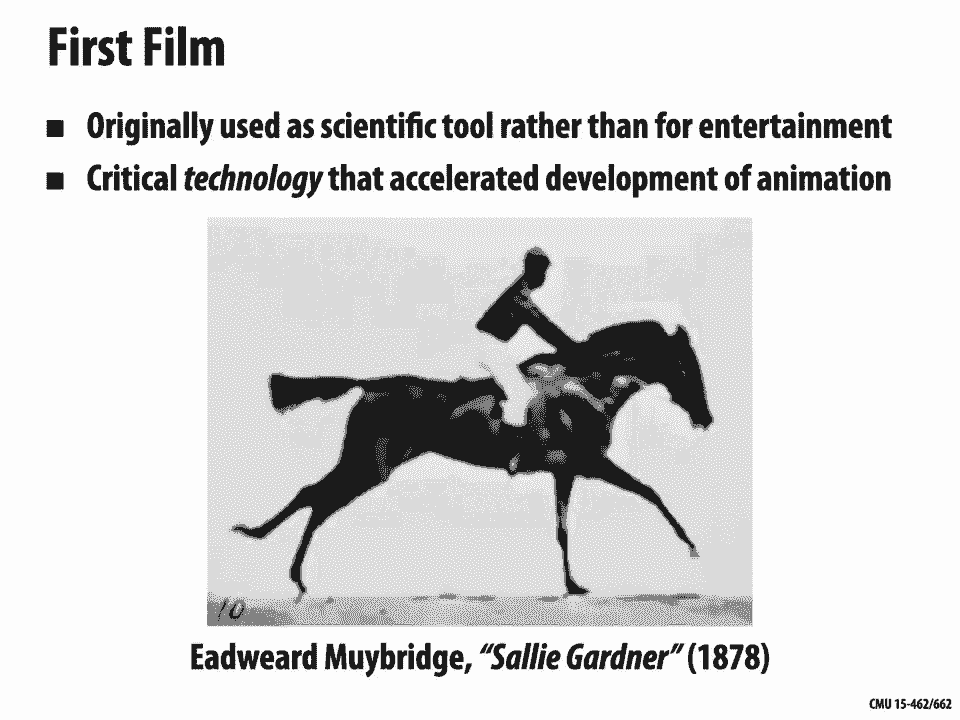 First Film
■ Originally used as scientific tool rather than for entertainment
■ Critical technology that accelerated development of animation
10
Eadweard Muybridge, “Sallie Gardner” (1878)
CMU 15-462/662